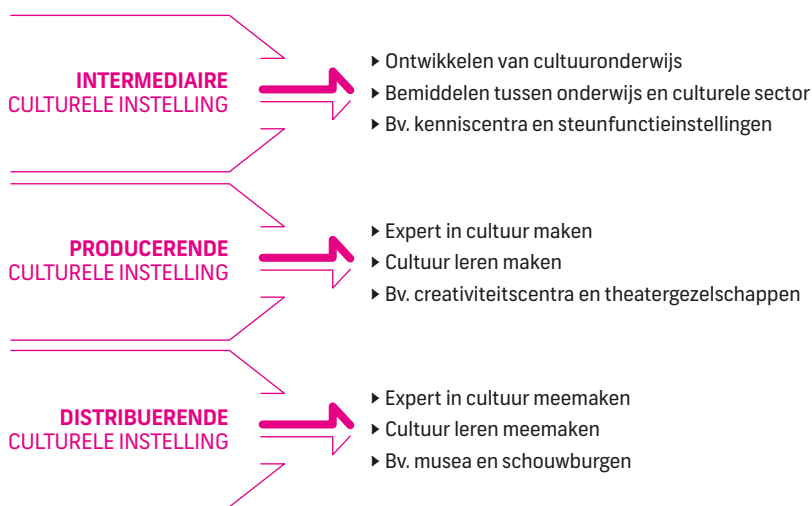 INTERMEDIAIRE
CULTURELE INSTELLING
▸ Ontwikkelen van cultuuronderwijs
▸ Bemiddelen tussen onderwijs en culturele sector
▸ Bv. kenniscentra en steunfunctieinstellingen
PRODUCERENDE
CULTURELE INSTELLING
▸ Expert in cultuur maken
▸ Cultuur leren maken
▸ Bv. creativiteitscentra en theatergezelschappen
DISTRIBUERENDE
CULTURELE INSTELLING
▸ Expert in cultuur meemaken
▸ Cultuur leren meemaken
▸ Bv. musea en schouwburgen